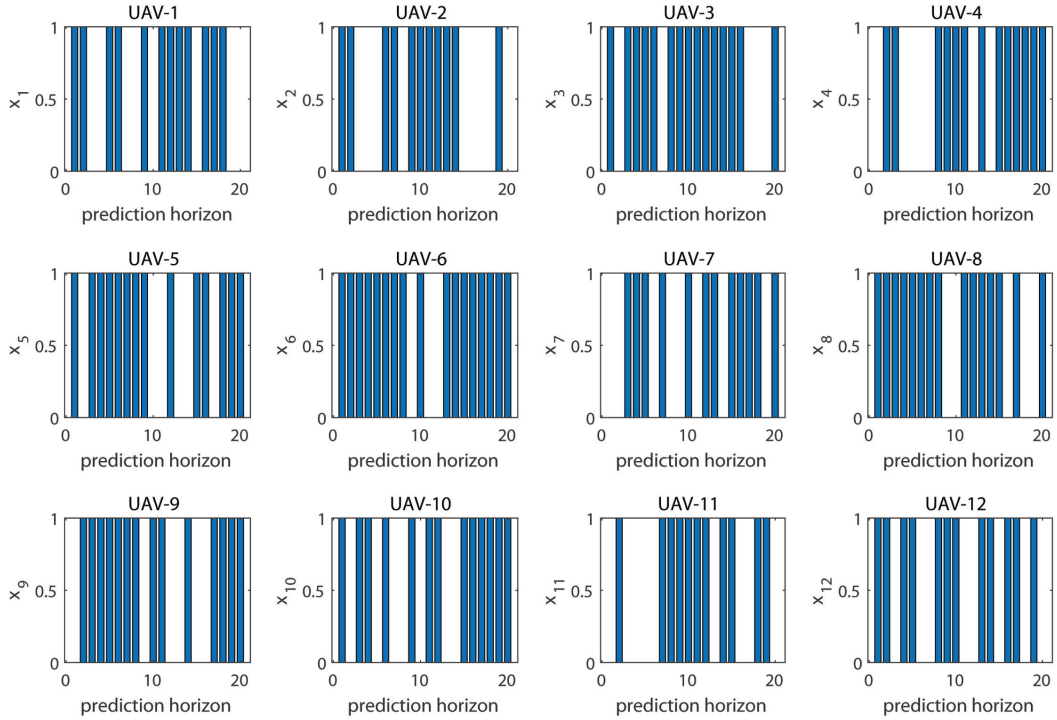 UAV-1 UAV-2 UAV-3 UAV-4
1 1 1 1
x1 0.5 x2 0.5 x3 0.5 x4 0.5
0 0 0 0
0 10 20 0 10 20 0 10 20 0 10 20
prediction horizon prediction horizon prediction horizon prediction horizon
UAV-5 UAV-6 UAV-7 UAV-8
1 1 1 1
x5 0.5 x6 0.5 x7 0.5 x8 0.5
0 0 0 0
0 10 20 0 10 20 0 10 20 0 10 20
prediction horizon prediction horizon prediction horizon prediction horizon
UAV-9 UAV-10 UAV-11 UAV-12
1 1 1 1
x9 0.5 x10 0.5 x11 0.5 x12 0.5
0 0 0 0
0 10 20 0 10 20 0 10 20 0 10 20
prediction horizon prediction horizon prediction horizon prediction horizon